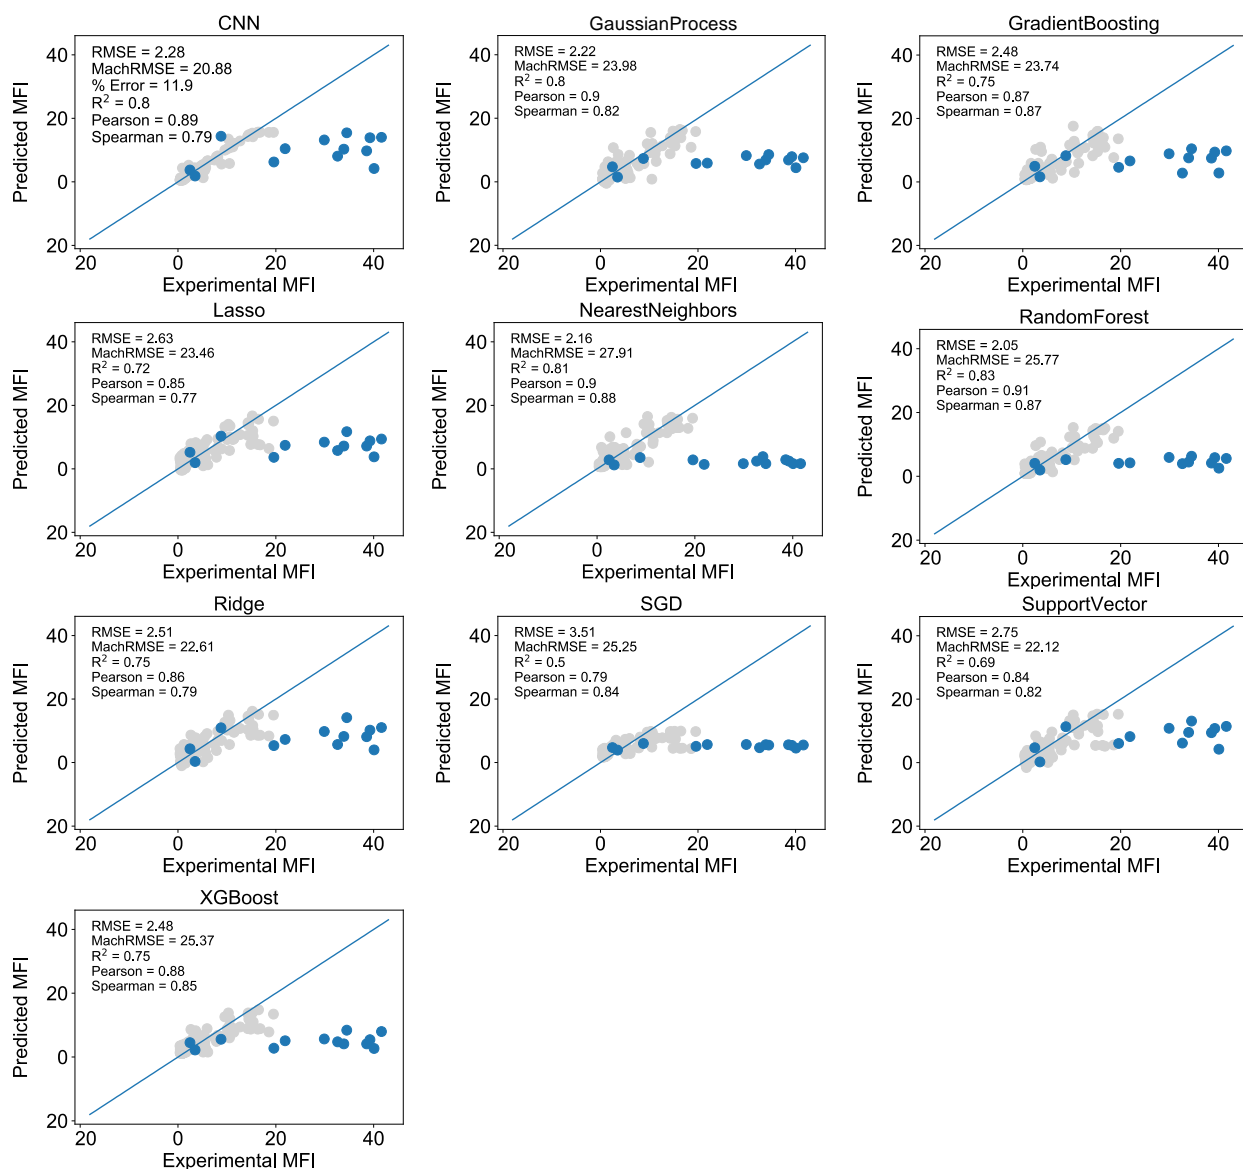 CNN
RMSE = 2.28
MachRMSE = 20.88
% Error = 11.9
R² = 0.8
Pearson = 0.89
Spearman = 0.79
Predicted MFI
40
20
0
20
20
0
20
40
Experimental MFI
GaussianProcess
RMSE = 2.22
MachRMSE = 23.98
R² = 0.8
Pearson = 0.9
Spearman = 0.82
Predicted MFI
40
20
0
20
20
0
20
40
Experimental MFI
GradientBoosting
RMSE = 2.48
MachRMSE = 23.74
R² = 0.75
Pearson = 0.87
Spearman = 0.87
Predicted MFI
40
20
0
20
20
0
20
40
Experimental MFI
Lasso
RMSE = 2.63
MachRMSE = 23.46
R² = 0.72
Pearson = 0.85
Spearman = 0.77
Predicted MFI
40
20
0
20
20
0
20
40
Experimental MFI
NearestNeighbors
RMSE = 2.16
MachRMSE = 27.91
R² = 0.81
Pearson = 0.9
Spearman = 0.88
Predicted MFI
40
20
0
20
20
0
20
40
Experimental MFI
RandomForest
RMSE = 2.05
MachRMSE = 25.77
R² = 0.83
Pearson = 0.91
Spearman = 0.87
Predicted MFI
40
20
0
20
20
0
20
40
Experimental MFI
Ridge
RMSE = 2.51
MachRMSE = 22.61
R² = 0.75
Pearson = 0.86
Spearman = 0.79
Predicted MFI
40
20
0
20
20
0
20
40
Experimental MFI
SGD
RMSE = 3.51
MachRMSE = 25.25
R² = 0.5
Pearson = 0.79
Spearman = 0.84
Predicted MFI
40
20
0
20
20
0
20
40
Experimental MFI
SupportVector
RMSE = 2.75
MachRMSE = 22.12
R² = 0.69
Pearson = 0.84
Spearman = 0.82
Predicted MFI
40
20
0
20
20
0
20
40
Experimental MFI
XGBoost
RMSE = 2.48
MachRMSE = 25.37
R² = 0.75
Pearson = 0.88
Spearman = 0.85
Predicted MFI
40
20
0
20
20
0
20
40
Experimental MFI